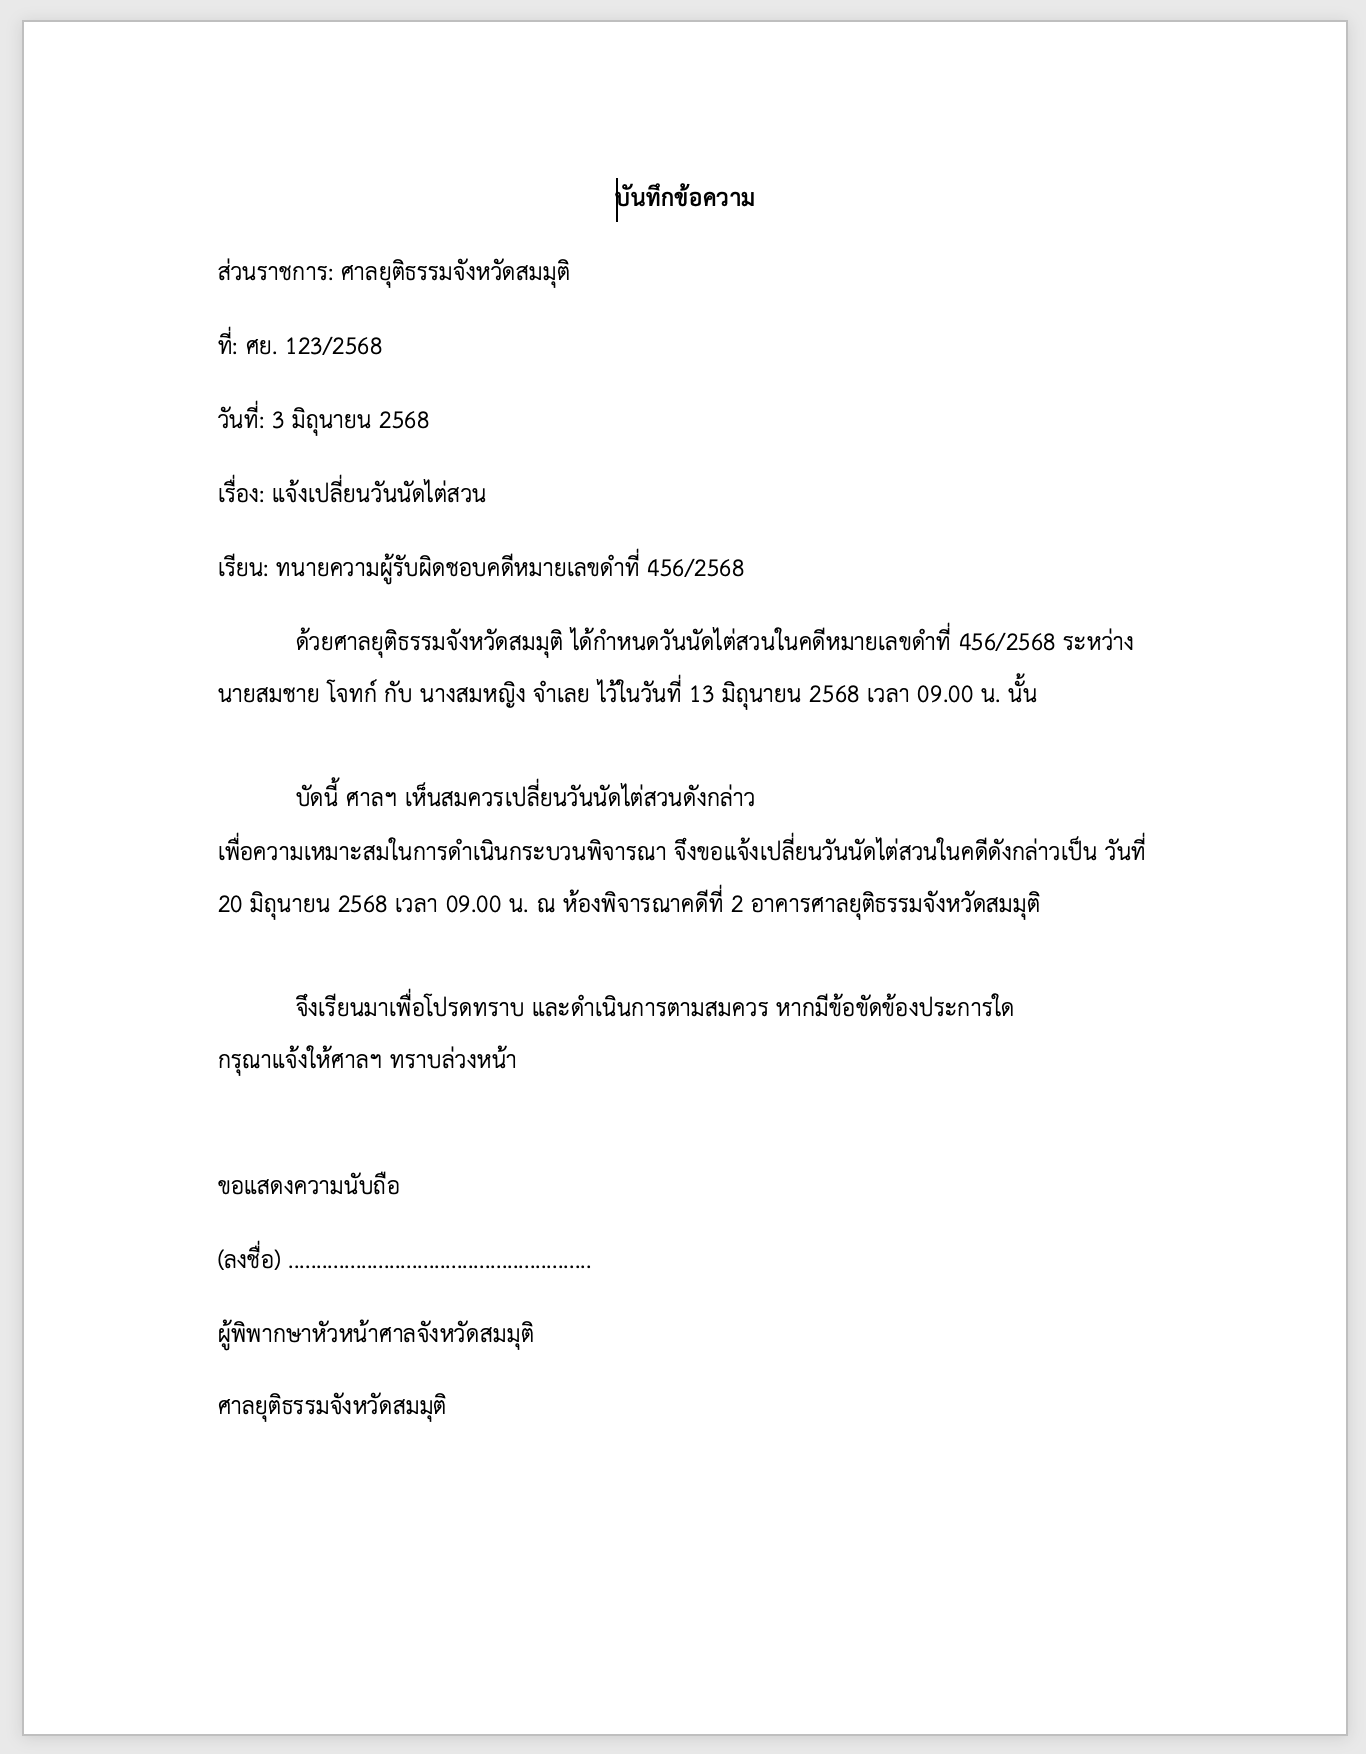 บันทึกข้อความ
ส่วนราชการ: ศาลยุติธรรมจังหวัดสมมุติ
ที่: ศย. 123/2568
วันที่: 3 มิถุนายน 2568
เรื่อง: แจ้งเปลี่ยนวันนัดไต่สวน
เรียน: ทนายความผู้รับผิดชอบคดีหมายเลขดำที่ 456/2568
ด้วยศาลยุติธรรมจังหวัดสมมุติ ได้กำหนดวันนัดไต่สวนในคดีหมายเลขดำที่ 456/2568 ระหว่าง
นายสมชาย โจทก์ กับ นางสมหญิง จำเลย ไว้ในวันที่ 13 มิถุนายน 2568 เวลา 09.00 น. นั้น
บัดนี้ ศาลฯ เห็นสมควรเปลี่ยนวันนัดไต่สวนดังกล่าว
เพื่อความเหมาะสมในการดำเนินกระบวนพิจารณา จึงขอแจ้งเปลี่ยนวันนัดไต่สวนในคดีดังกล่าวเป็น วันที่
20 มิถุนายน 2568 เวลา 09.00 น. ณ ห้องพิจารณาคดีที่ 2 อาคารศาลยุติธรรมจังหวัดสมมุติ
จึงเรียนมาเพื่อโปรดทราบ และดำเนินการตามสมควร หากมีข้อขัดข้องประการใด
กรุณาแจ้งให้ศาลฯ ทราบล่วงหน้า
ขอแสดงความนับถือ
(ลงชื่อ) ......................................................
ผู้พิพากษาหัวหน้าศาลจังหวัดสมมุติ
ศาลยุติธรรมจังหวัดสมมุติ